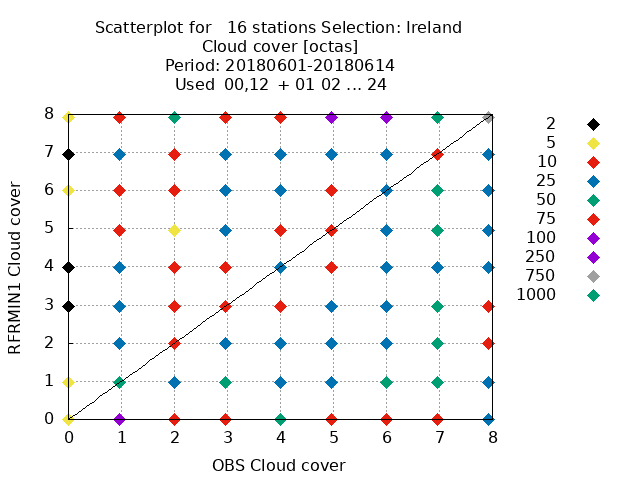 Scatterplot for   16 stations Selection: Ireland
Cloud cover [octas]
Period: 20180601-20180614
Used  00,12  + 01 02 ... 24
8
7
6
5
4
3
2
1
0
RFRMIN1 Cloud cover
0 1 2 3 4 5 6 7 8
OBS Cloud cover
2
5
10
25
50
75
100
250
750
1000